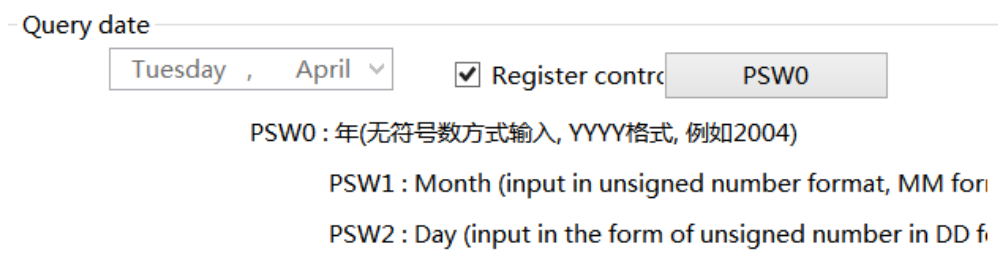 Query date
Tuesday , April
Register contro PSW0
PSW0 : 年(无符号数方式输入, YYYY格式, 例如2004)
PSW1 : Month (input in unsigned number format, MM for
PSW2 : Day (input in the form of unsigned number in DD f